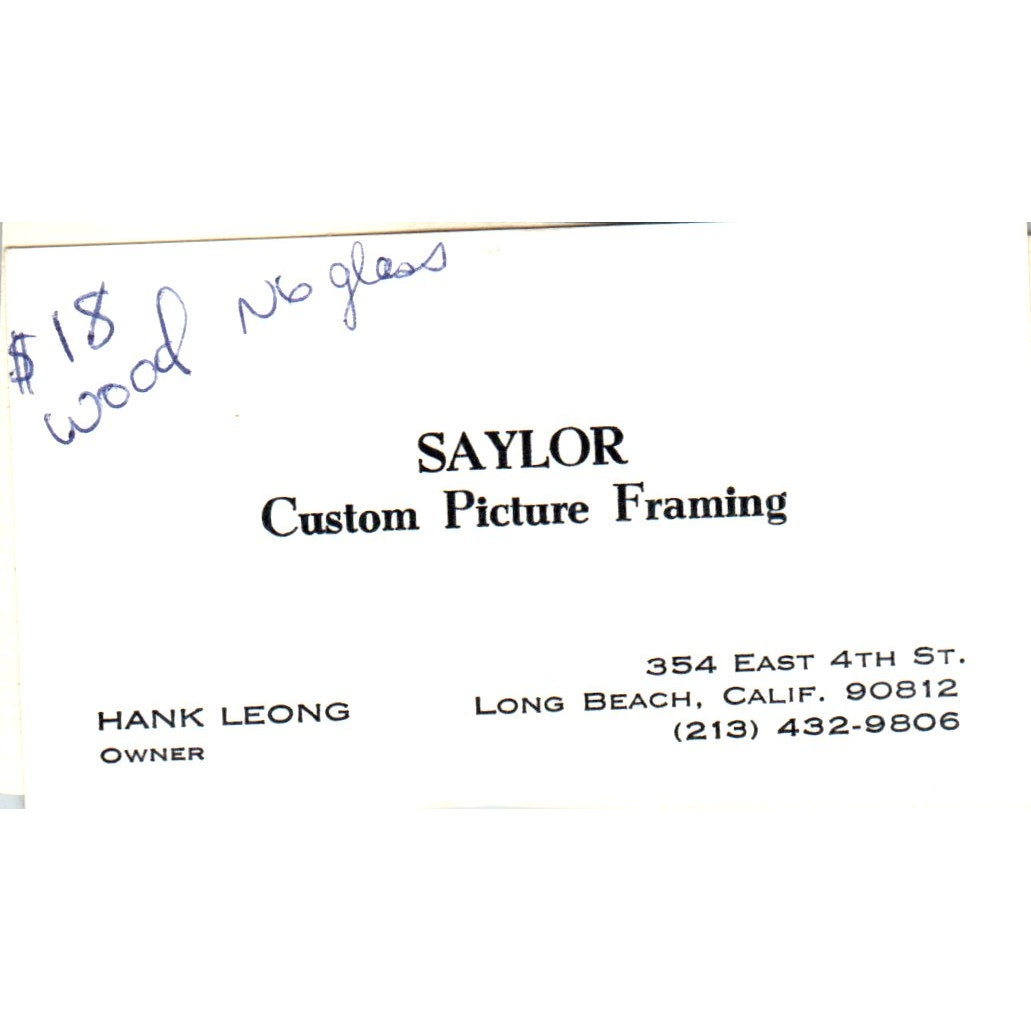 $18
wood No glass
SAYLOR
Custom Picture Framing
HANK LEONG
OWNER
354 EAST 4TH ST.
LONG BEACH, CALIF. 90812
(213) 432-9806